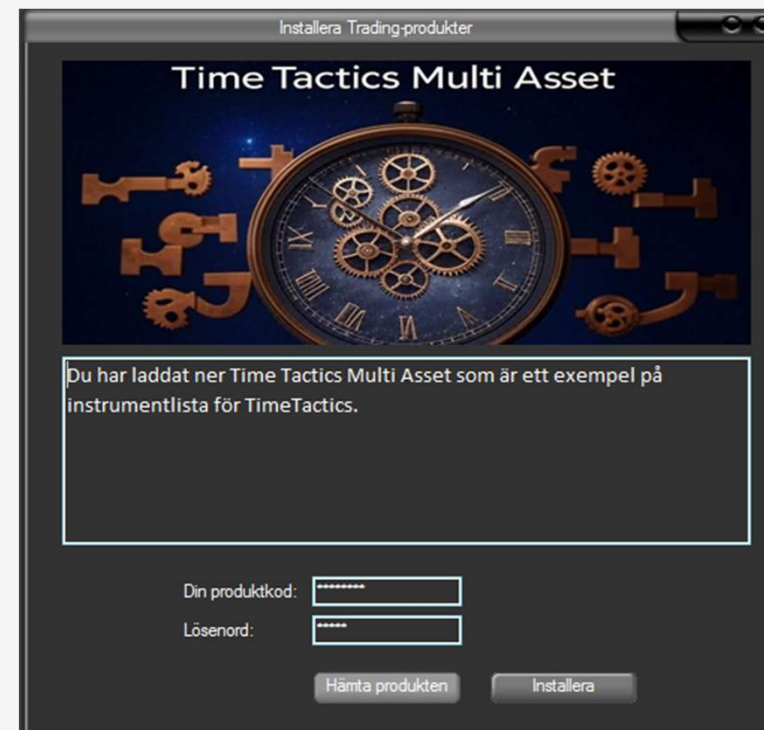 Installera Trading-produkter
Time Tactics Multi Asset
Du har laddat ner Time Tactics Multi Asset som är ett exempel på
instrumentlista för TimeTactics.
Din produktkod: ********
Lösenord: *****
Hämta produkten Installera